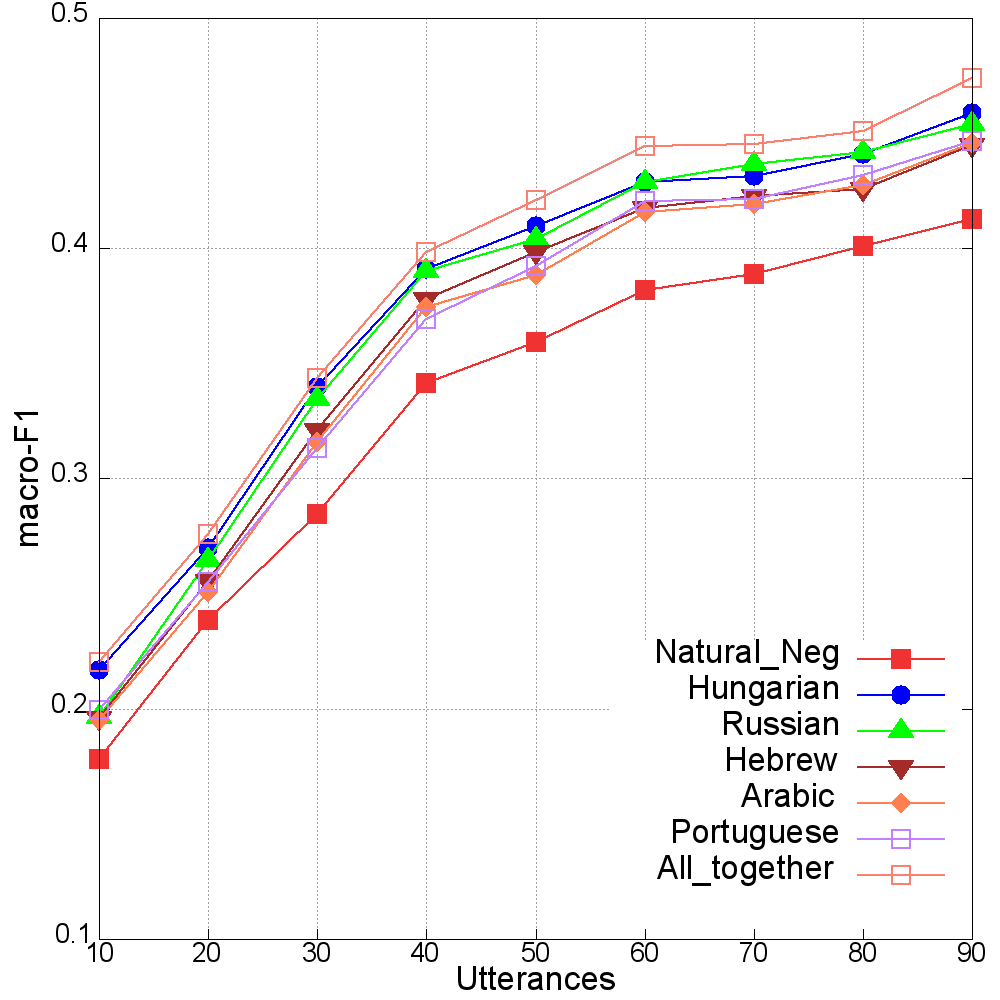 0.5
0.4
0.3
0.2
0.1
macro-F1
Natural_Neg
Hungarian
Russian
Hebrew
Arabic
Portuguese
All_together
10 20 30 40 50 60 70 80 90
Utterances